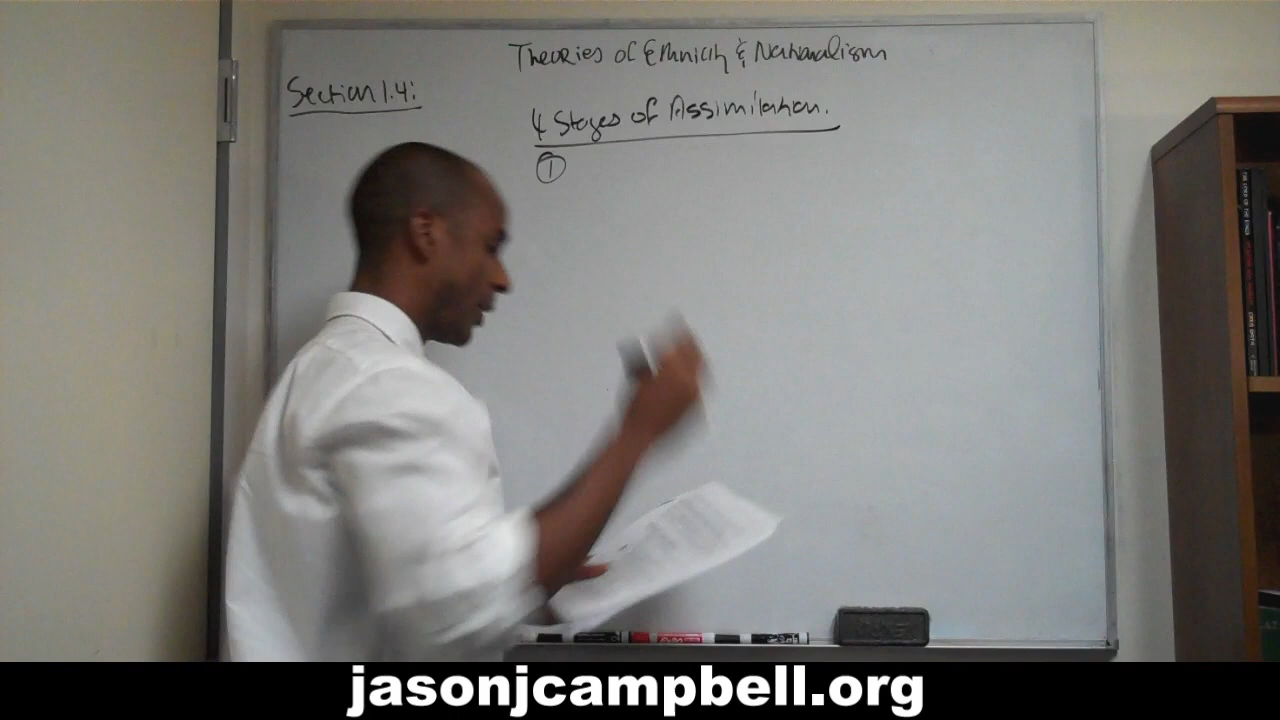 Theories of Ethnicity & Nationalism
Section 1.4:
4 Stages of Assimilation.
1
jasonjcampbell.org